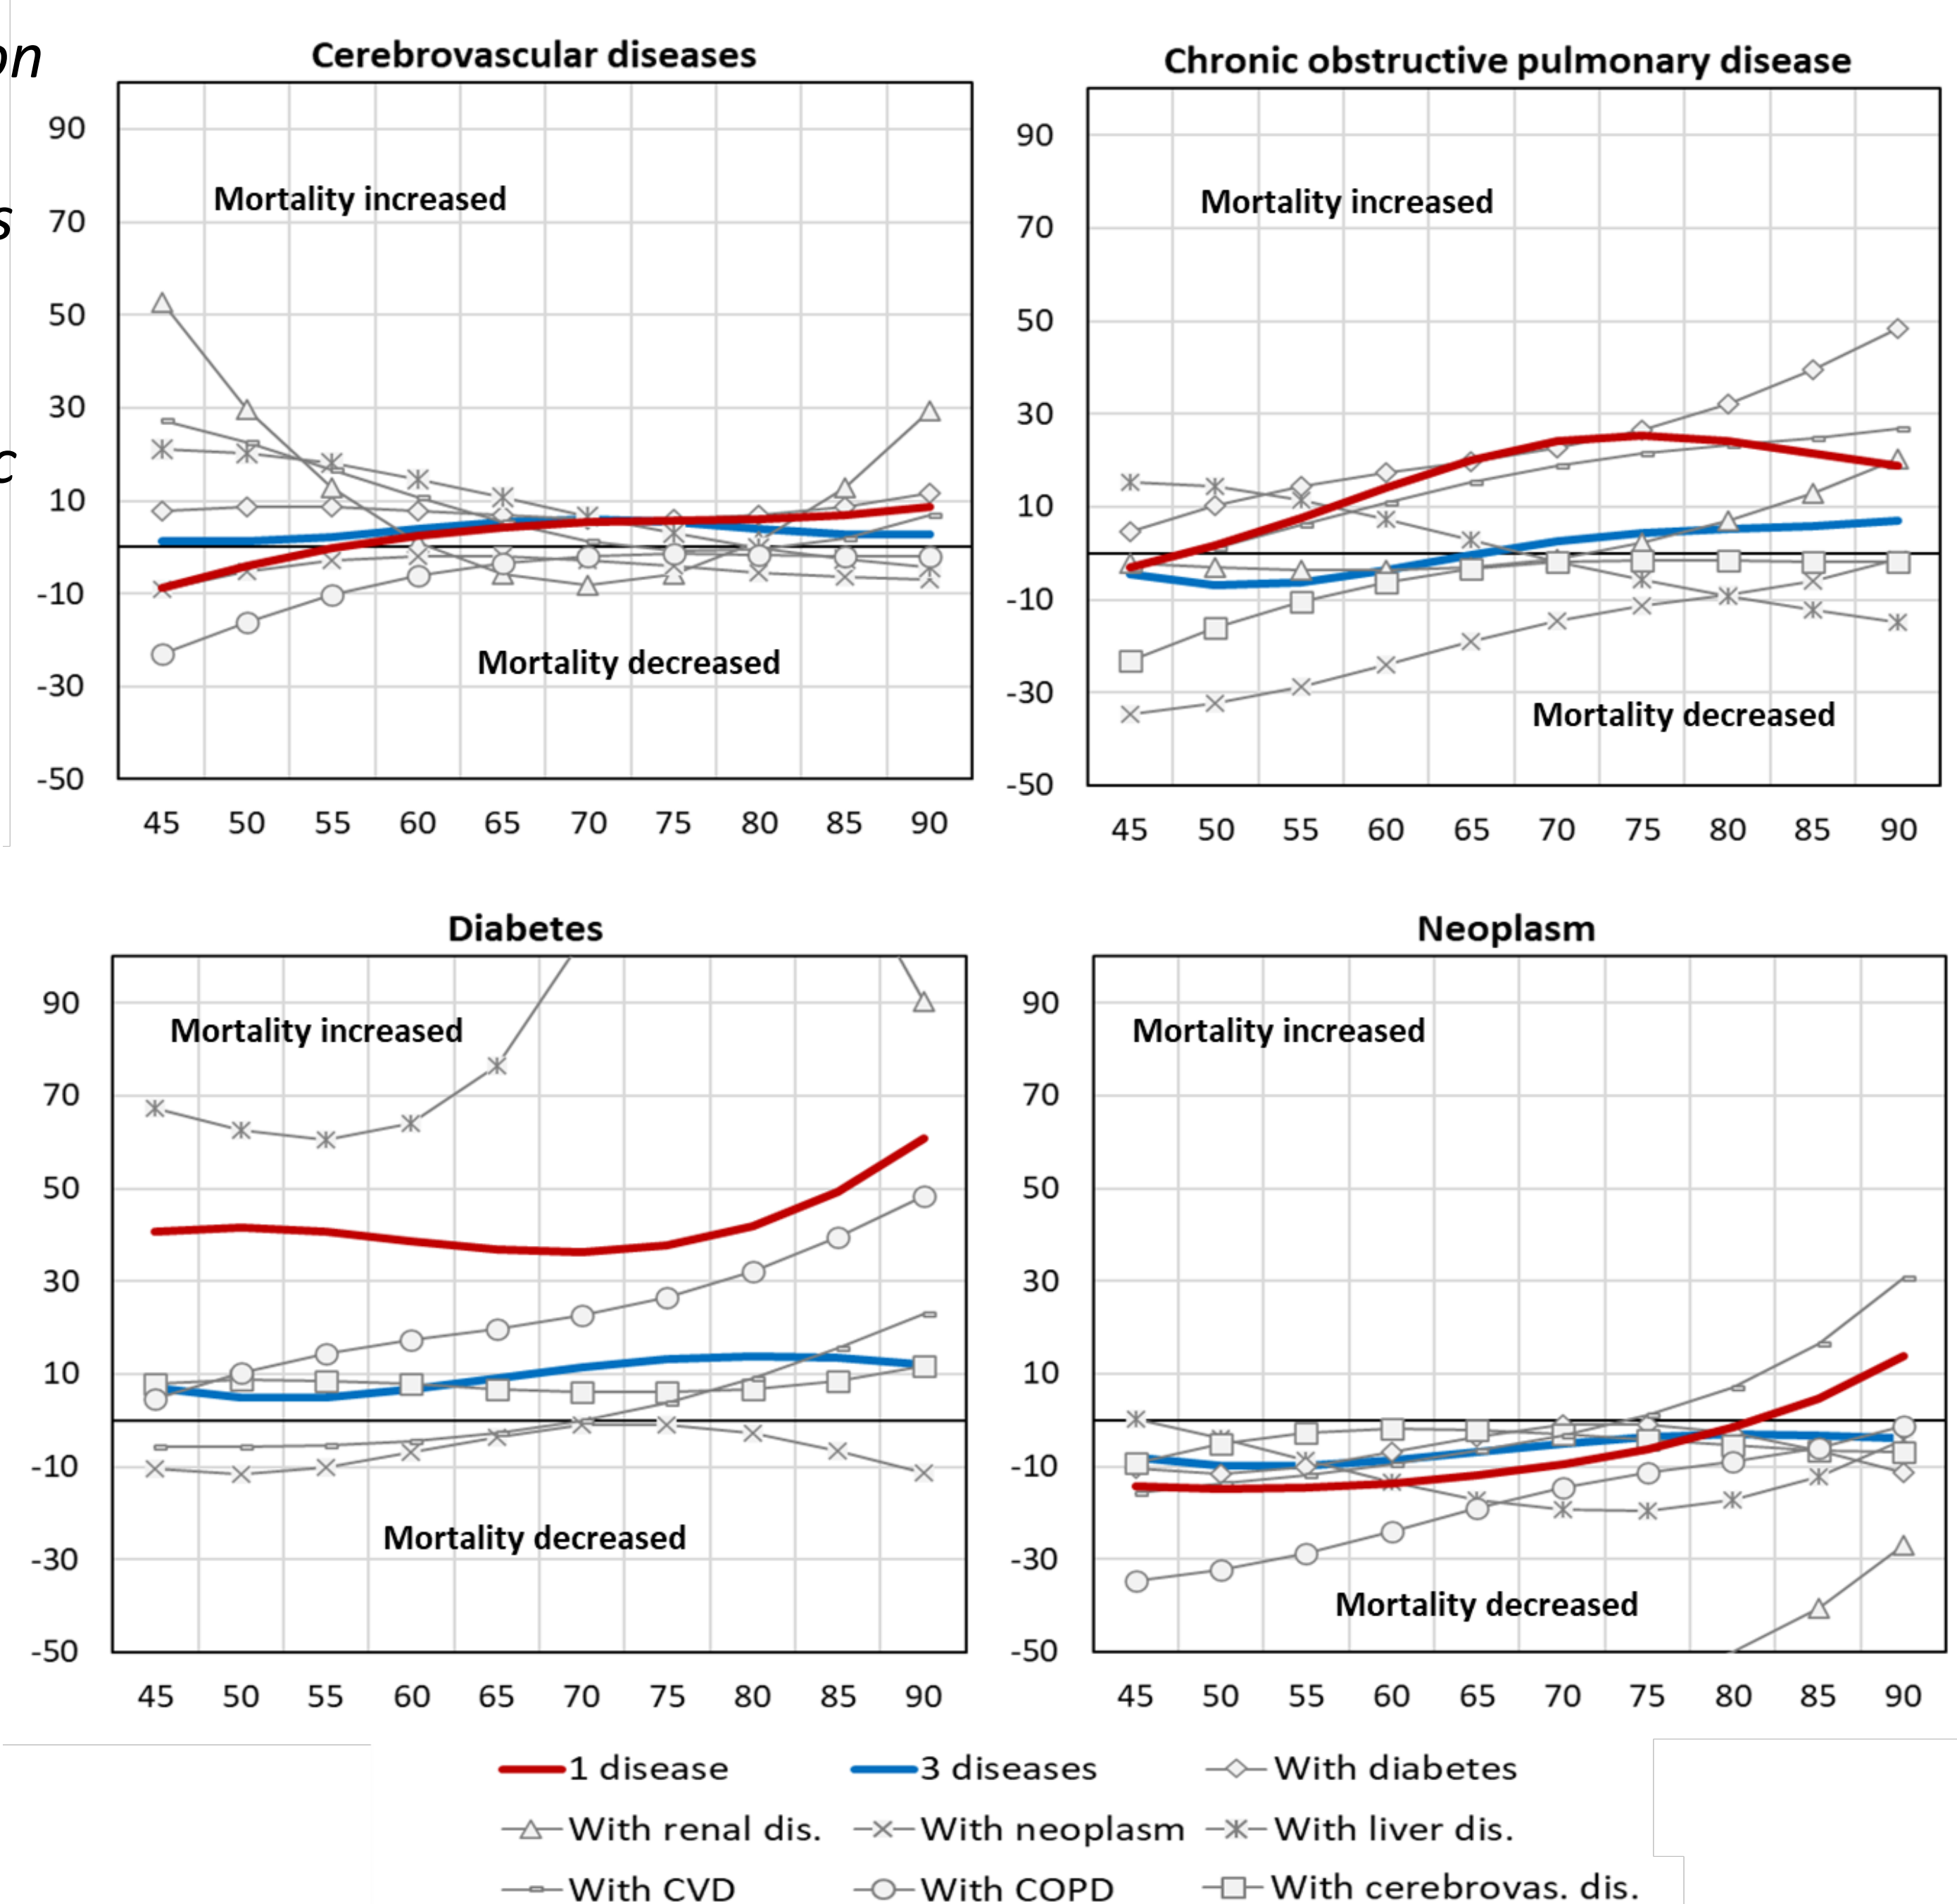 on
s
c
Cerebrovascular diseases
90
70
50
30
10
-10
-30
-50
Mortality increased
Mortality decreased
45 50 55 60 65 70 75 80 85 90
Chronic obstructive pulmonary disease
90
70
50
30
10
-10
-30
-50
Mortality increased
Mortality decreased
45 50 55 60 65 70 75 80 85 90
Diabetes
90
70
50
30
10
-10
-30
-50
Mortality increased
Mortality decreased
45 50 55 60 65 70 75 80 85 90
Neoplasm
90
70
50
30
10
-10
-30
-50
Mortality increased
Mortality decreased
45 50 55 60 65 70 75 80 85 90
1 disease 3 diseases With diabetes
With renal dis. With neoplasm With liver dis.
With CVD With COPD With cerebrovas. dis.